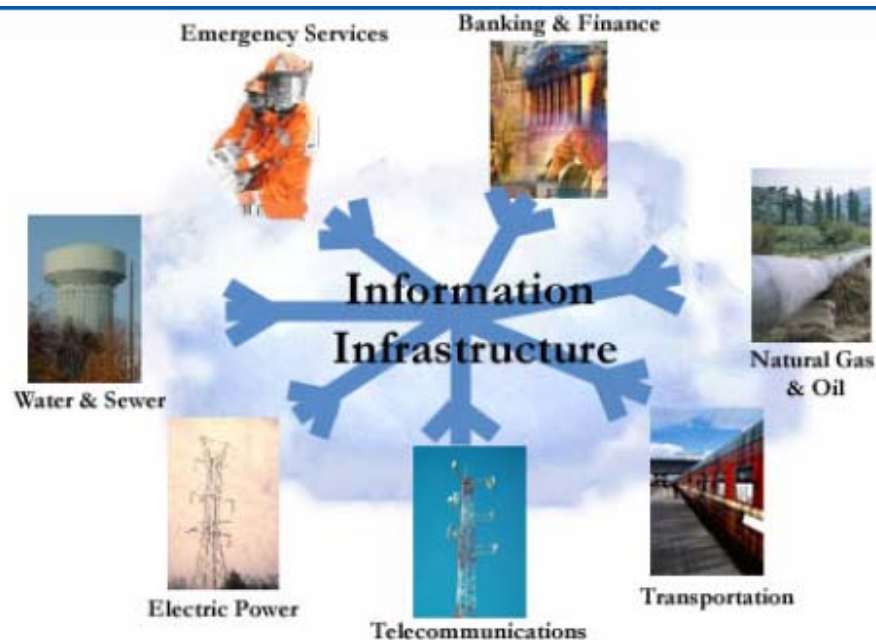 Emergency Services
Banking & Finance
Information
Infrastructure
Natural Gas
& Oil
Water & Sewer
Electric Power
Telecommunications
Transportation